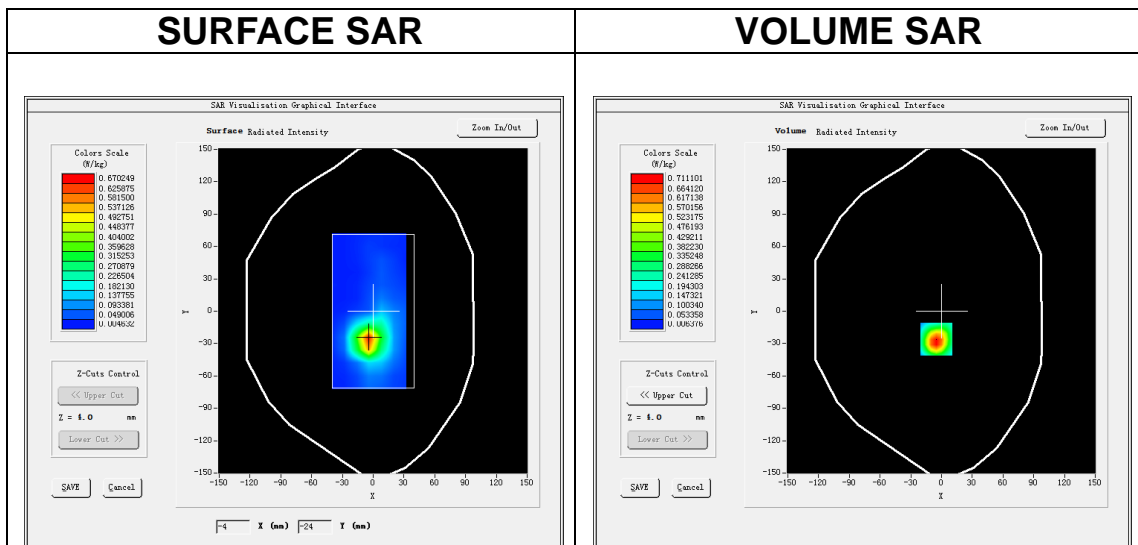 SURFACE SAR
VOLUME SAR
SAR Visualisation Graphical Interface
Surface Radiated Intensity
Zoom In/Out
Colors Scale
(W/kg)
0.670249
0.625875
0.581500
0.537126
0.492751
0.448377
0.404002
0.359628
0.315253
0.270879
0.226504
0.182130
0.137755
0.093381
0.049006
0.004632
150
120
90
60
30
0
-30
-60
-90
-120
-150
Y
-150 -120 -90 -60 -30 0 30 60 90 120 150
X
Z-Cuts Control
<< Upper Cut
Z = 4.0 mm
Lower Cut >>
SAVE Cancel
-4 X (mm) -24 Y (mm)
SAR Visualisation Graphical Interface
Volume Radiated Intensity
Zoom In/Out
Colors Scale
(W/kg)
0.711101
0.664120
0.617138
0.570156
0.523175
0.476193
0.429211
0.382230
0.335248
0.288266
0.241285
0.194303
0.147321
0.100340
0.053358
0.006376
150
120
90
60
30
0
-30
-60
-90
-120
-150
Y
-150 -120 -90 -60 -30 0 30 60 90 120 150
X
Z-Cuts Control
<< Upper Cut
Z = 4.0 mm
Lower Cut >>
SAVE Cancel